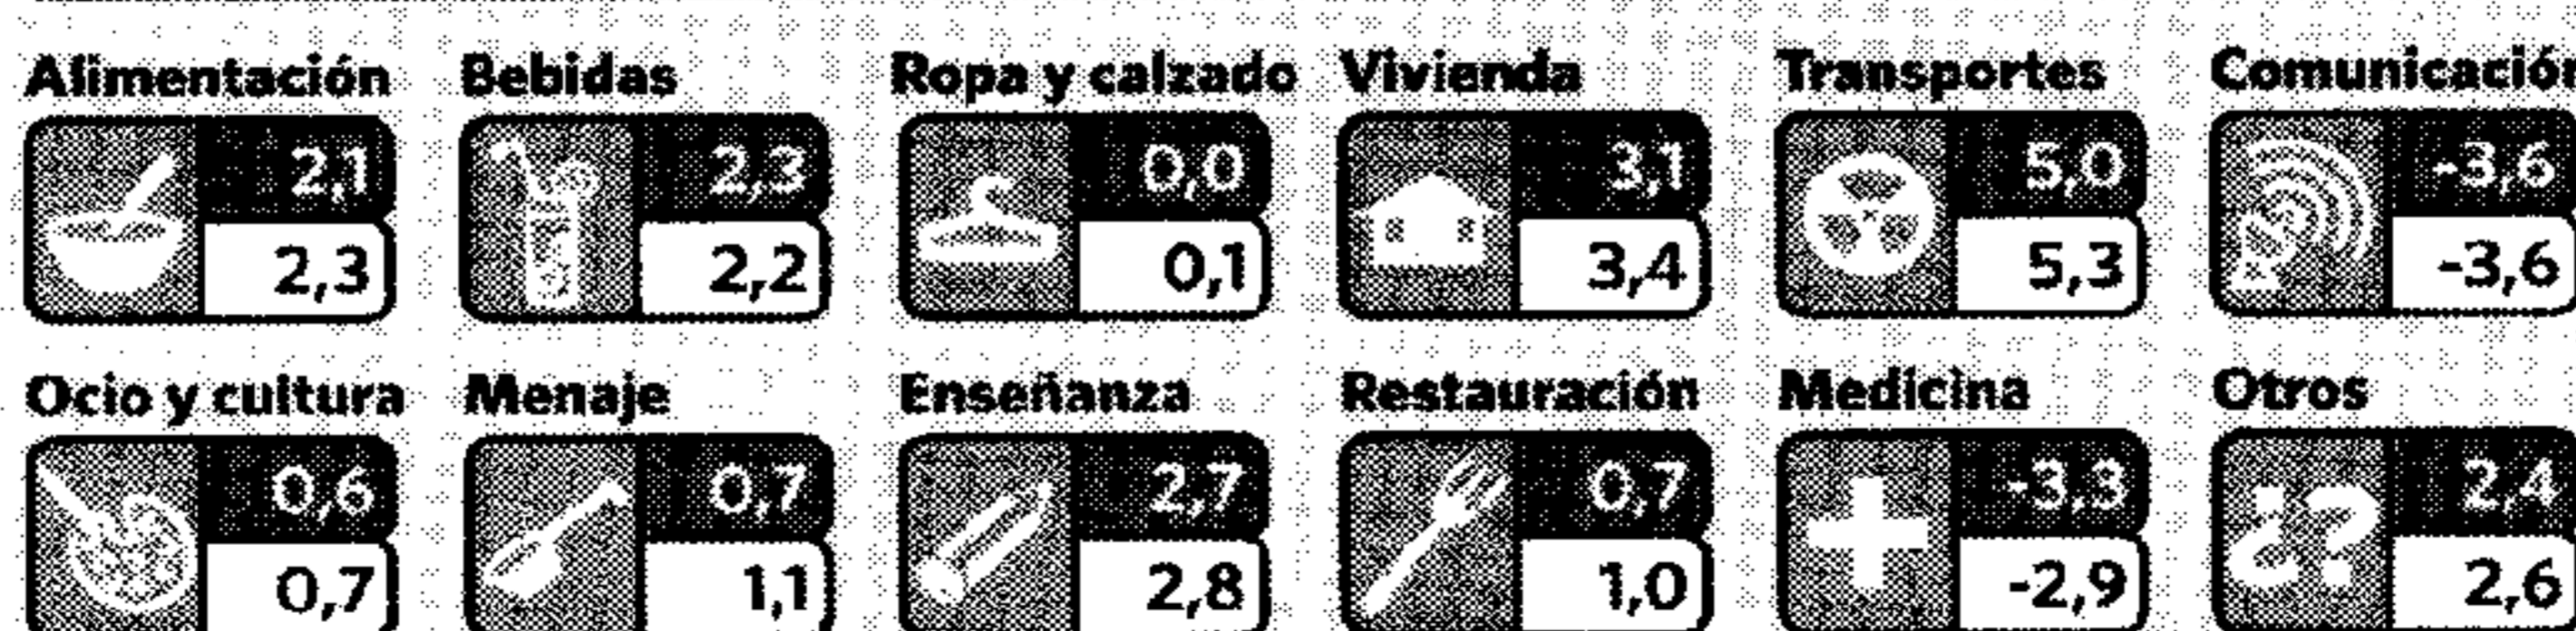 Alimentación Bebidas Ropa y calzado Vivienda Transportes Comunicación
2,1 2,3 0,0 3,1 5,0 -3,6
2,3 2,2 0,1 3,4 5,3 -3,6
Ocio y cultura Menaje Enseñanza Restauración Medicina Otros
0,6 0,7 2,7 0,7 -3,3 2,4
0,7 1,1 2,8 1,0 -2,9 2,6